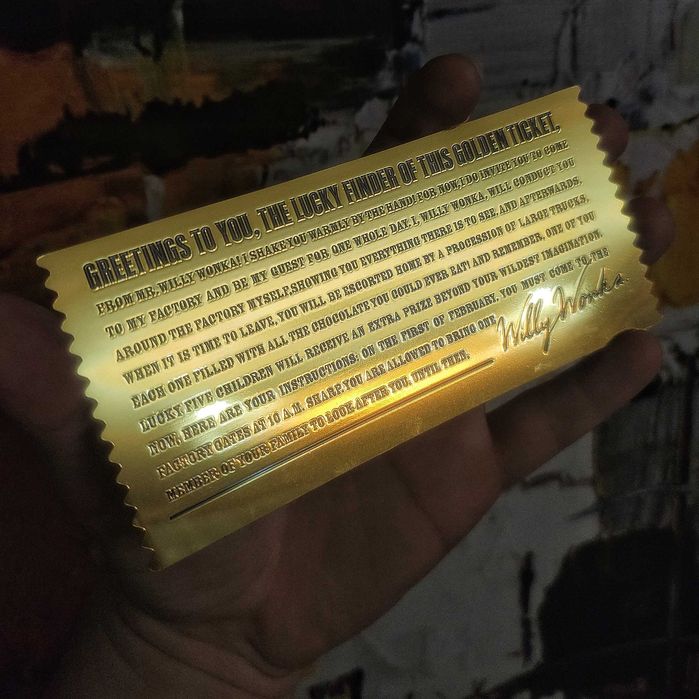 GREETINGS TO YOU, THE LUCKY FINDER OF THIS GOLDEN TICKET,
FROM MR. WILLY WONKA! I SHAKE YOU WARMLY BY THE HAND! FOR NOW, I DO INVITE YOU TO COME
TO MY FACTORY AND BE MY GUEST FOR ONE WHOLE DAY. I, WILLY WONKA, WILL CONDUCT YOU
AROUND THE FACTORY MYSELF, SHOWING YOU EVERYTHING THERE IS TO SEE, AND AFTERWARDS,
WHEN IT IS TIME TO LEAVE, YOU WILL BE ESCORTED HOME BY A PROCESSION OF LARGE TRUCKS,
EACH ONE FILLED WITH ALL THE CHOCOLATE YOU COULD EVER EAT! AND REMEMBER, ONE OF YOU
LUCKY FIVE CHILDREN WILL RECEIVE AN EXTRA PRIZE BEYOND YOUR WILDEST IMAGINATION.
NOW, HERE ARE YOUR INSTRUCTIONS: ON THE FIRST OF FEBRUARY, YOU MUST COME TO THE
FACTORY GATES AT 10 A.M. SHARP. YOU ARE ALLOWED TO BRING ONE
MEMBER OF YOUR FAMILY TO LOOK AFTER YOU. UNTIL THEN,
Willy Wonka